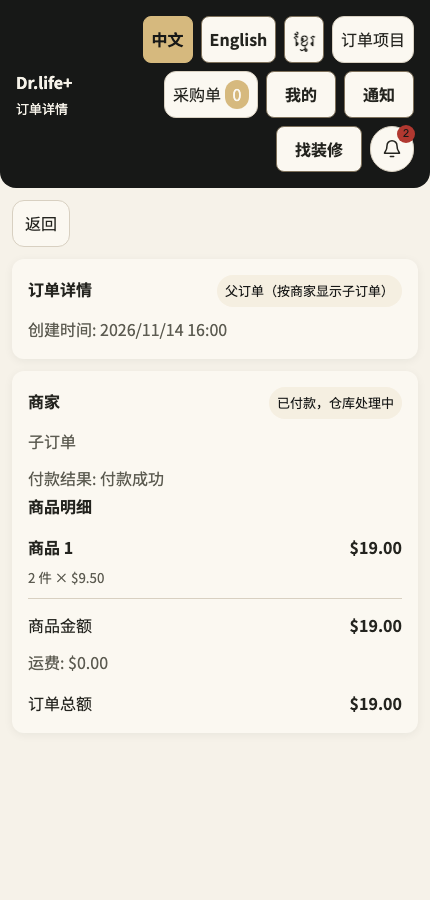 中文
English
ខ្មែរ
订单项目
Dr.life+
订单详情
采购单 0
我的
通知
找装修
2
返回
订单详情
父订单（按商家显示子订单）
创建时间: 2026/11/14 16:00
商家
已付款，仓库处理中
子订单
付款结果: 付款成功
商品明细
商品 1
$19.00
2 件 × $9.50
商品金额
$19.00
运费: $0.00
订单总额
$19.00